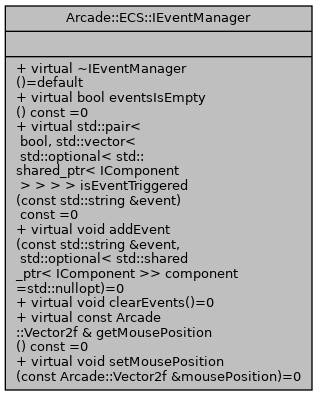 Arcade::ECS::IEventManager
+ virtual ~IEventManager
()=default
+ virtual bool eventsIsEmpty
() const =0
+ virtual std::pair<
bool, std::vector<
std::optional< std::
shared_ptr< IComponent
> > > > isEventTriggered
(const std::string &event)
const =0
+ virtual void addEvent
(const std::string &event,
std::optional< std::shared
_ptr< IComponent >> component
=std::nullopt)=0
+ virtual void clearEvents()=0
+ virtual const Arcade
::Vector2f & getMousePosition
() const =0
+ virtual void setMousePosition
(const Arcade::Vector2f &mousePosition)=0